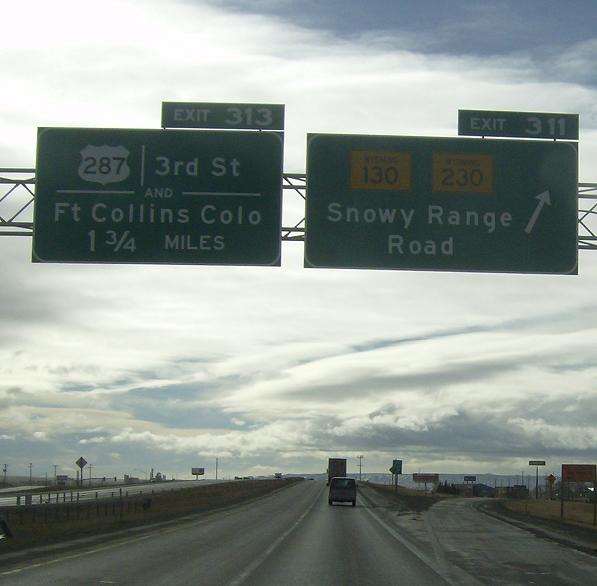 EXIT 313
287 3rd St
AND
Ft Collins Colo
1 3/4 MILES
EXIT 311
WYOMING 130 WYOMING 230
Snowy Range
Road